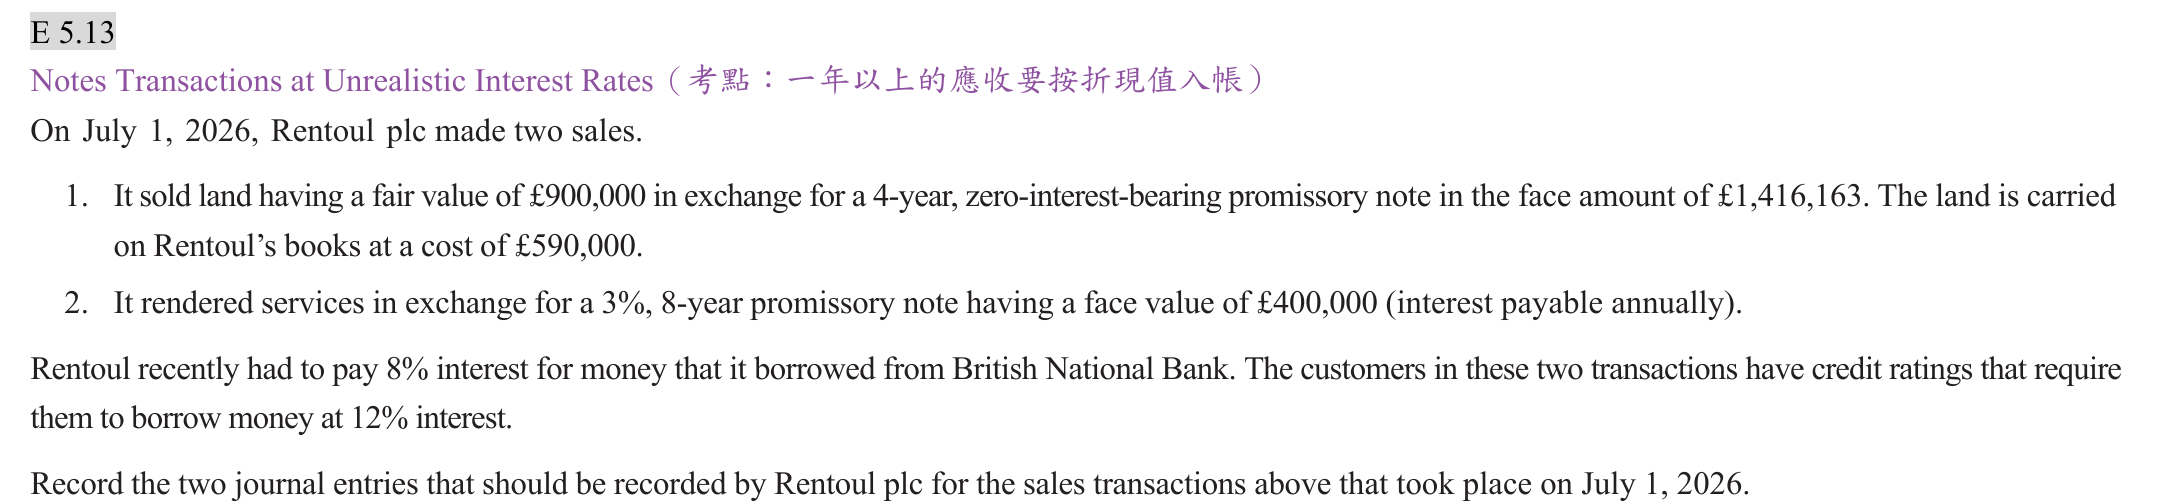 E 5.13
Notes Transactions at Unrealistic Interest Rates（考點：一年以上的應收要按折現值入帳）
On July 1, 2026, Rentoul plc made two sales.
1. It sold land having a fair value of £900,000 in exchange for a 4-year, zero-interest-bearing promissory note in the face amount of £1,416,163. The land is carried
on Rentoul’s books at a cost of £590,000.
2. It rendered services in exchange for a 3%, 8-year promissory note having a face value of £400,000 (interest payable annually).
Rentoul recently had to pay 8% interest for money that it borrowed from British National Bank. The customers in these two transactions have credit ratings that require
them to borrow money at 12% interest.
Record the two journal entries that should be recorded by Rentoul plc for the sales transactions above that took place on July 1, 2026.